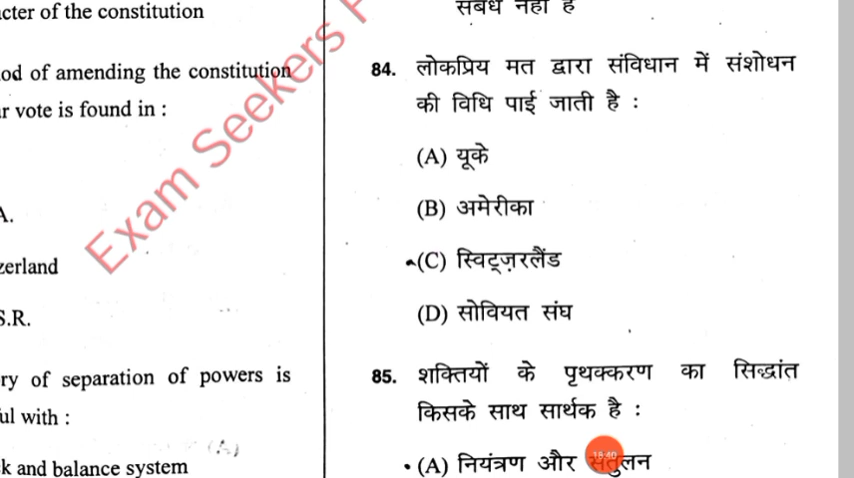 cter of the constitution
od of amending the constitution
r vote is found in :
A.
zerland
S.R.
ry of separation of powers is
ul with :
(A)
k and balance system
Exam Seekers
संबंध नहीं है
84. लोकप्रिय मत द्वारा संविधान में संशोधन
की विधि पाई जाती है :
(A) यूके
(B) अमेरीका
(C) स्विट्ज़रलैंड
(D) सोवियत संघ
85. शक्तियों के पृथक्करण का सिद्धांत
किसके साथ सार्थक है :
(A) नियंत्रण और संतुलन
18:40